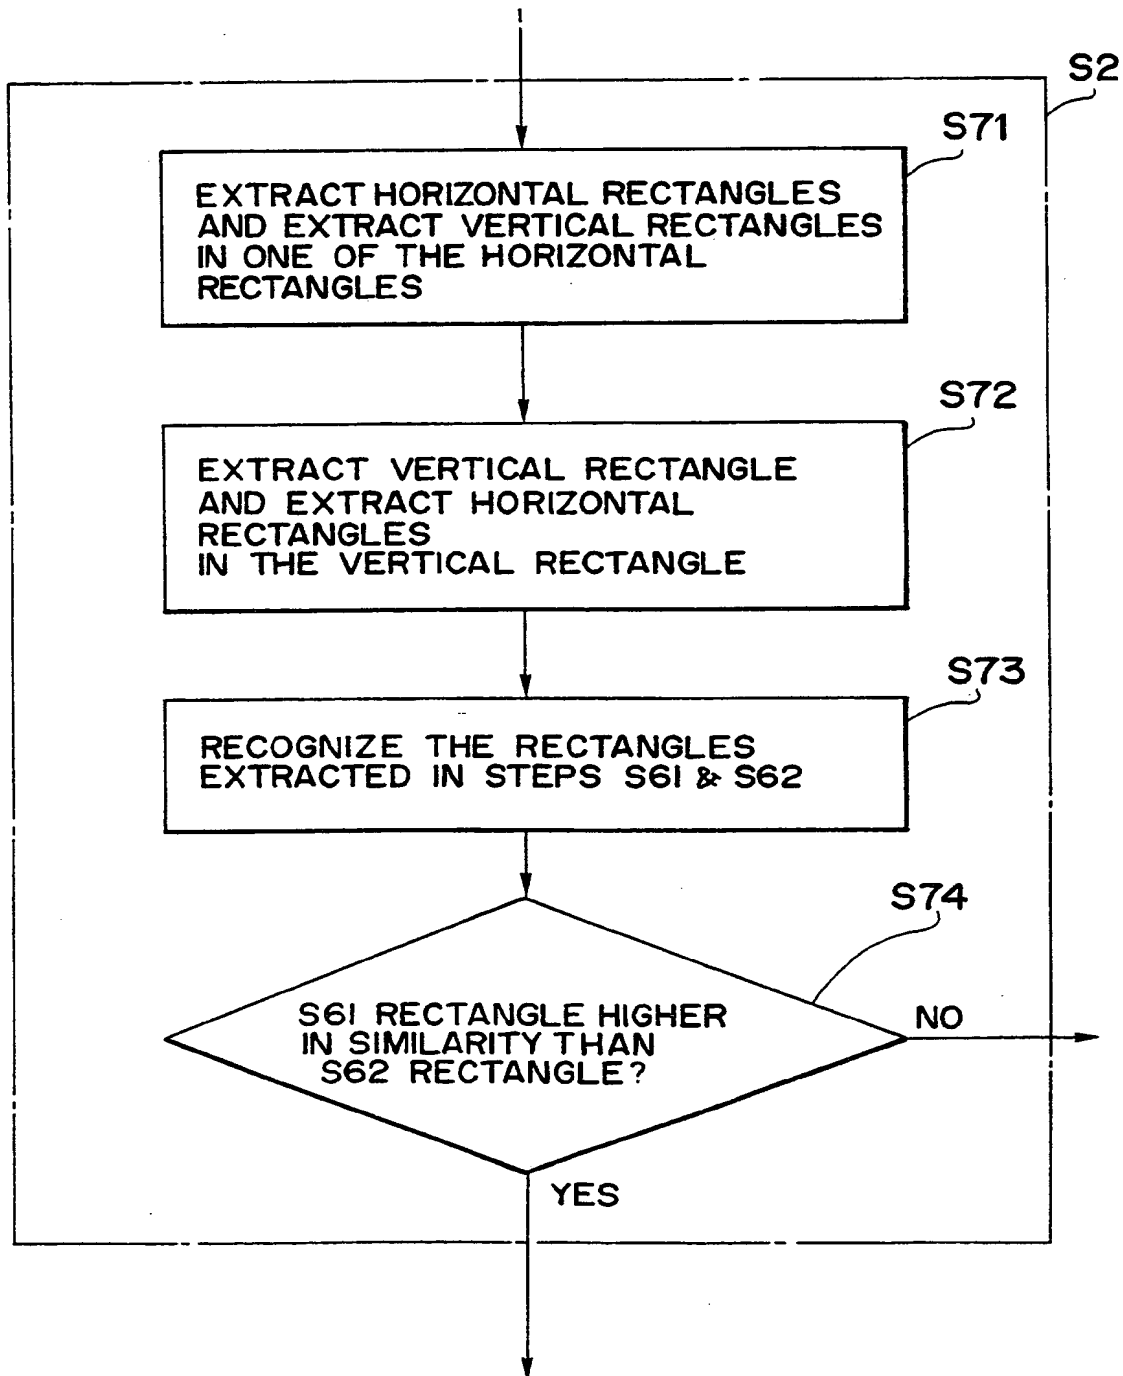 S2
S71
EXTRACT HORIZONTAL RECTANGLES
AND EXTRACT VERTICAL RECTANGLES
IN ONE OF THE HORIZONTAL
RECTANGLES
S72
EXTRACT VERTICAL RECTANGLE
AND EXTRACT HORIZONTAL
RECTANGLES
IN THE VERTICAL RECTANGLE
S73
RECOGNIZE THE RECTANGLES
EXTRACTED IN STEPS S61 & S62
S74
S61 RECTANGLE HIGHER
IN SIMILARITY THAN
S62 RECTANGLE?
NO
YES